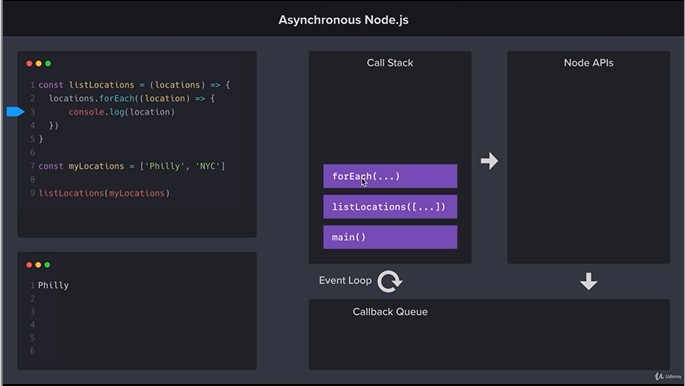 Asynchronous Node.js
1 const listLocations = (locations) => {
2   locations.forEach((location) => {
3     console.log(location)
4   })
5 }
6
7 const myLocations = ['Philly', 'NYC']
8
9 listLocations(myLocations)
1 Philly
2
3
4
5
6
Call Stack
forEach(...)
listLocations([...])
main()
Node APIs
Event Loop
Callback Queue
Udemy